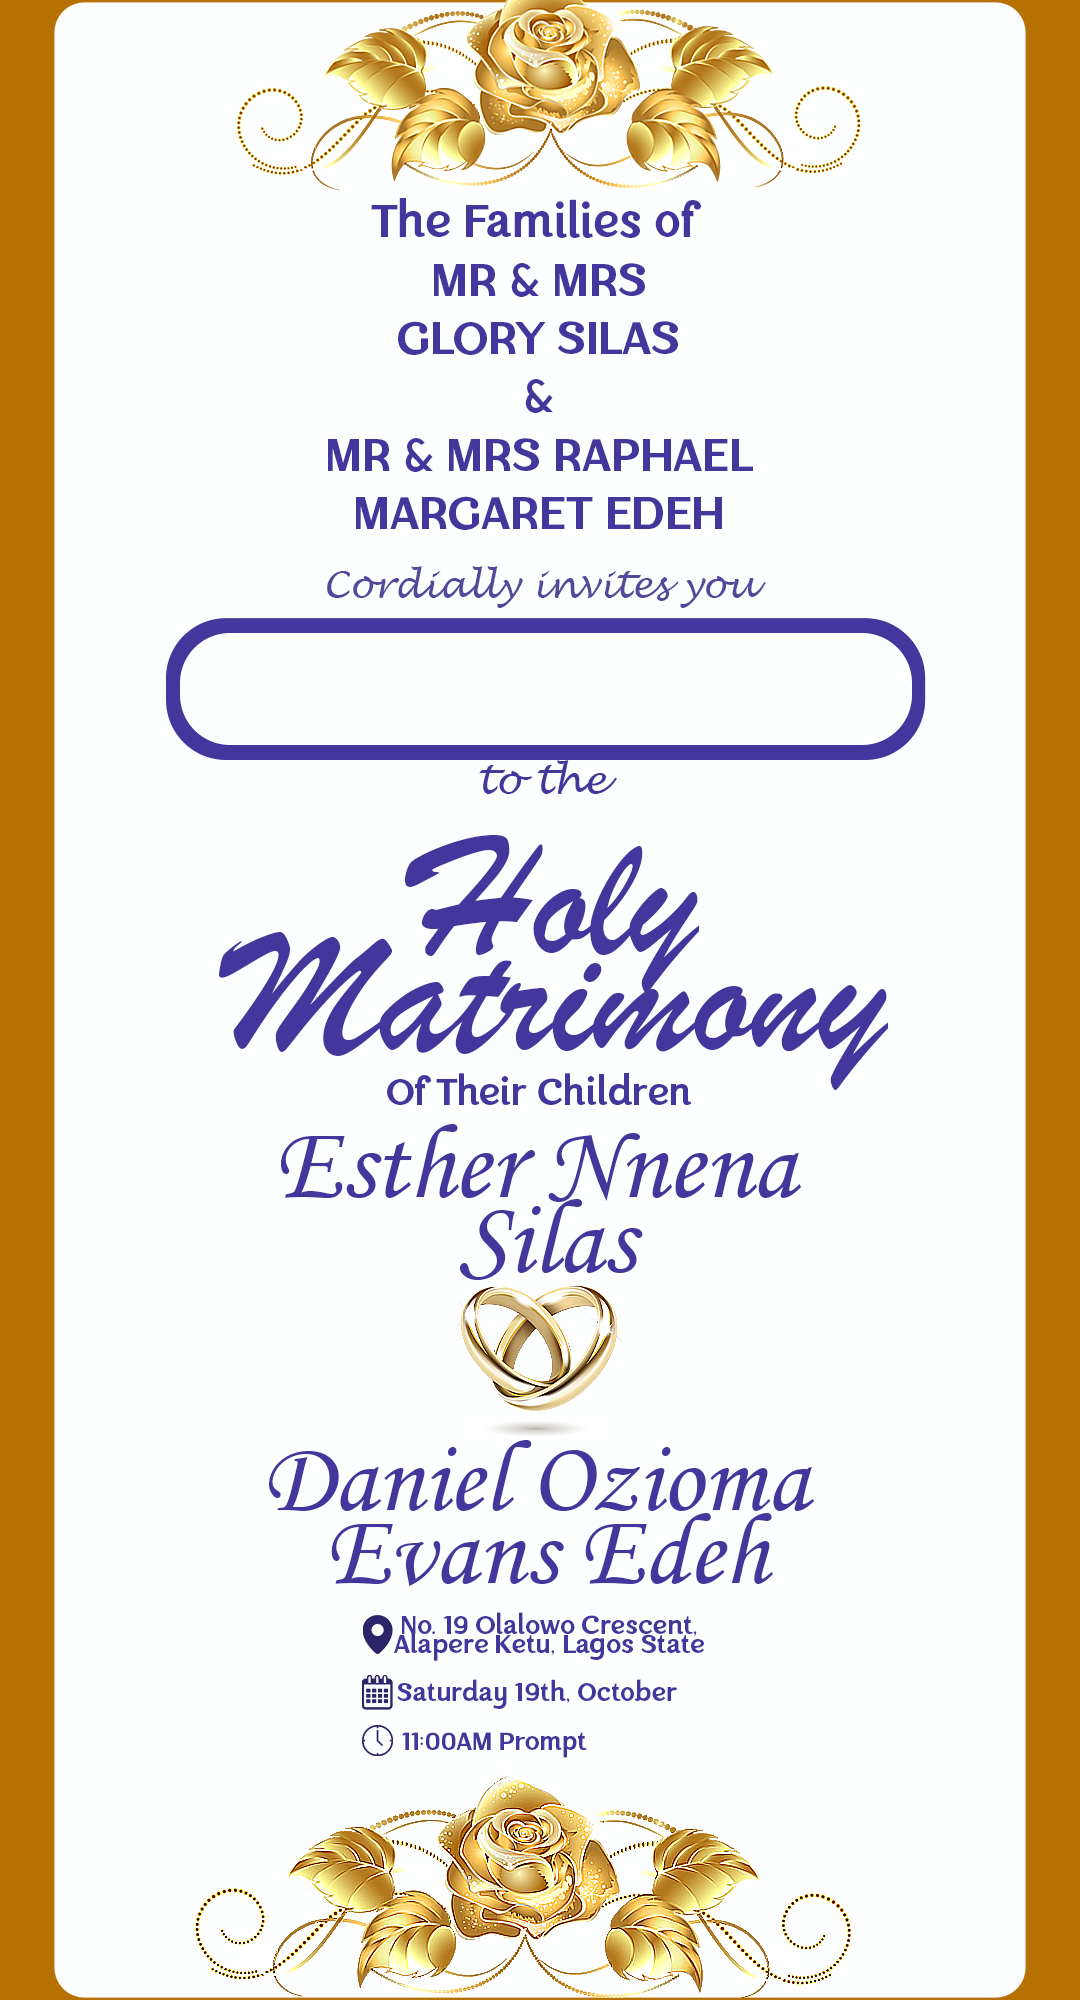 The Families of
MR & MRS
GLORY SILAS
&
MR & MRS RAPHAEL
MARGARET EDEH
Cordially invites you
to the
Holy
Matrimony
Of Their Children
Esther Nnena
Silas
Daniel Ozioma
Evans Edeh
No. 19 Olalowo Crescent,
Alapere Ketu, Lagos State
Saturday 19th, October
11:00AM Prompt